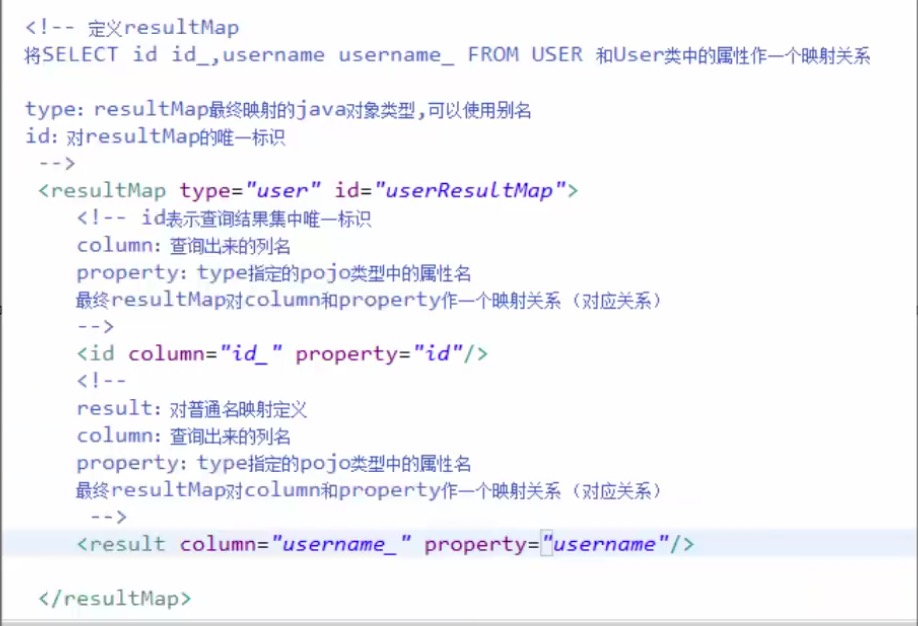 <!-- 定义resultMap
将SELECT id id_,username username_ FROM USER 和User类中的属性作一个映射关系
type: resultMap最终映射的java对象类型,可以使用别名
id: 对resultMap的唯一标识
-->
<resultMap type="user" id="userResultMap">
<!-- id表示查询结果集中唯一标识
column: 查询出来的列名
property: type指定的pojo类型中的属性名
最终resultMap对column和property作一个映射关系（对应关系）
-->
<id column="id_" property="id"/>
<!--
result: 对普通名映射定义
column: 查询出来的列名
property: type指定的pojo类型中的属性名
最终resultMap对column和property作一个映射关系（对应关系）
-->
<result column="username_" property="username"/>
</resultMap>